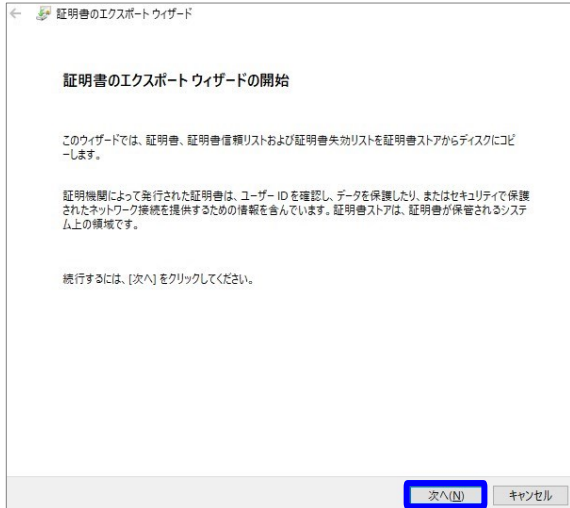 証明書のエクスポート ウィザード
証明書のエクスポート ウィザードの開始
このウィザードでは、証明書、証明書信頼リストおよび証明書失効リストを証明書ストアからディスクにコピ
ーします。
証明機関によって発行された証明書は、ユーザー ID を確認し、データを保護したり、またはセキュリティで保護
されたネットワーク接続を提供するための情報を含んでいます。証明書ストアは、証明書が保管されるシステ
ム上の領域です。
続行するには、[次へ] をクリックしてください。
次へ(N) キャンセル